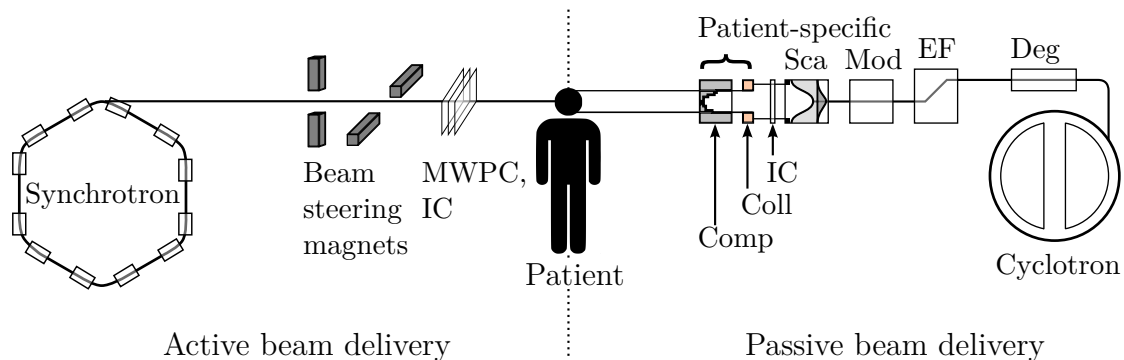 Patient-specific
Sca
Mod
EF
Deg
Synchrotron
Beam
steering
magnets
MWPC,
IC
IC
Coll
Comp
Patient
Cyclotron
Active beam delivery
Passive beam delivery